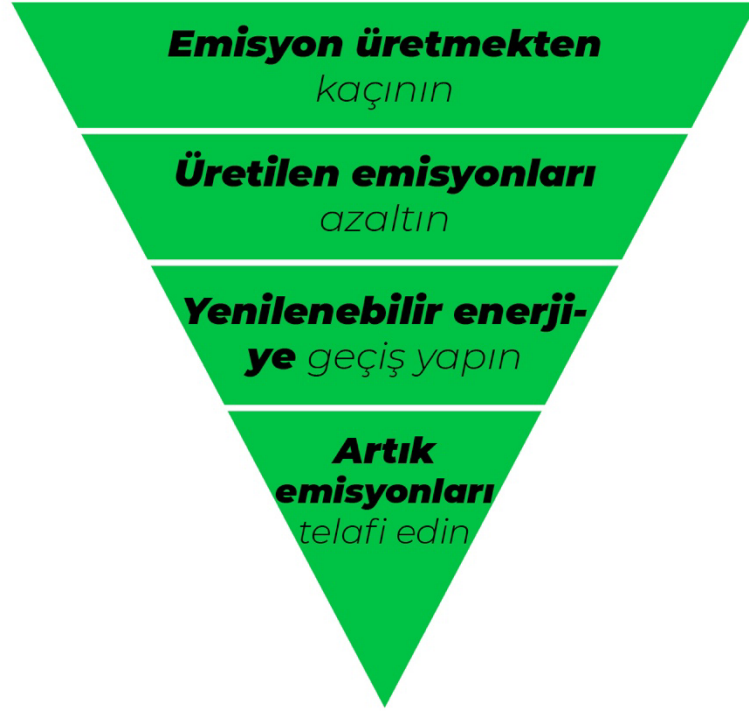 Emisyon üretmekten
kaçının
Üretilen emisyonları
azaltın
Yenilenebilir enerji-
ye geçiş yapın
Artık
emisyonları
telafi edin